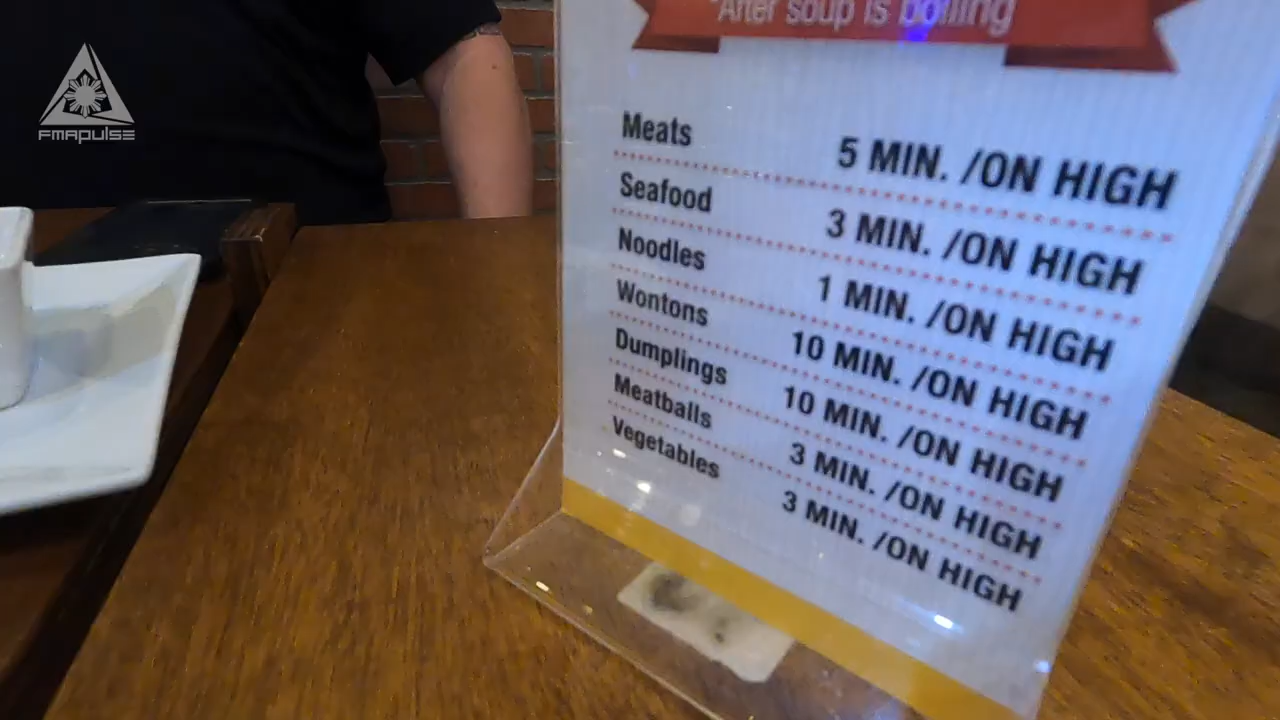 FMAPULSE
*After soup is boiling
Meats 5 MIN. /ON HIGH
Seafood 3 MIN. /ON HIGH
Noodles 1 MIN. /ON HIGH
Wontons 10 MIN. /ON HIGH
Dumplings 10 MIN. /ON HIGH
Meatballs 3 MIN. /ON HIGH
Vegetables 3 MIN. /ON HIGH